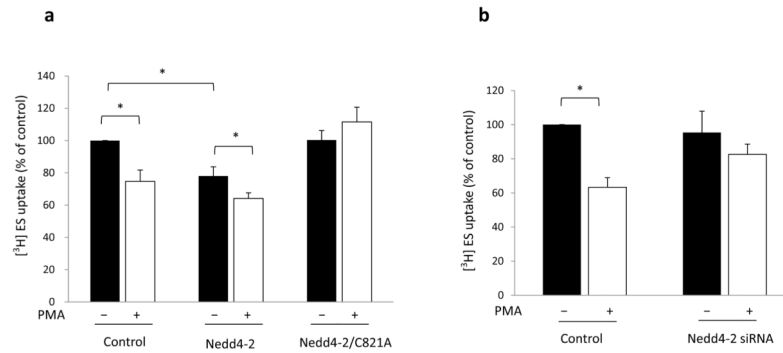 a
[³H] ES uptake (% of control)
140
120
100
80
60
40
20
0
*
*
*
PMA
− + − + − +
Control Nedd4-2 Nedd4-2/C821A
b
[³H] ES uptake (% of control)
120
100
80
60
40
20
0
*
PMA
− + − +
Control Nedd4-2 siRNA